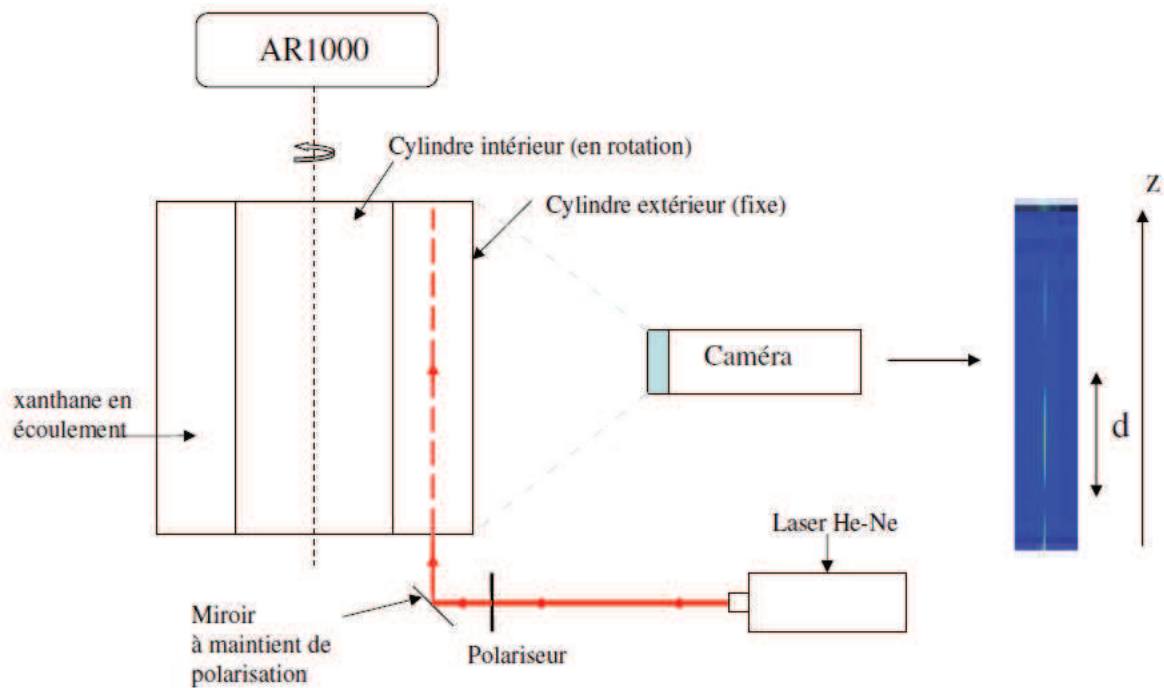 AR1000
Cylindre intérieur (en rotation)
Cylindre extérieur (fixe)
z
Caméra
xanthane en
écoulement
d
Laser He-Ne
Miroir
à maintient de
polarisation
Polariseur